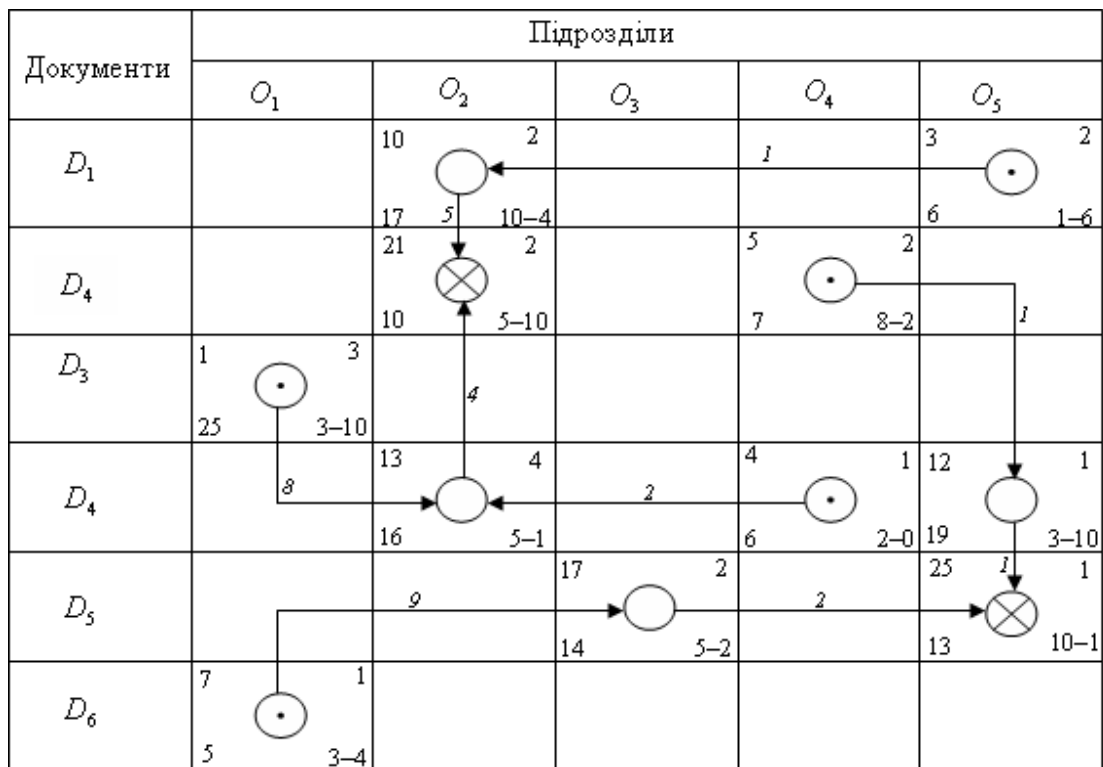 Підрозділи
Документи
O₁ O₂ O₃ O₄ O₅
10 2 3 2
D₁ 1
17 5 10–4 6 1–6
21 2 5 2
D₄ 1
10 5–10 7 8–2
1 3
D₃ 4
25 3–10
13 4 4 1 12 1
D₄ 8 2
16 5–1 6 2–0 19 3–10
17 2 25 1 1
D₅ 9 2
14 5–2 13 10–1
7 1
D₆
5 3–4